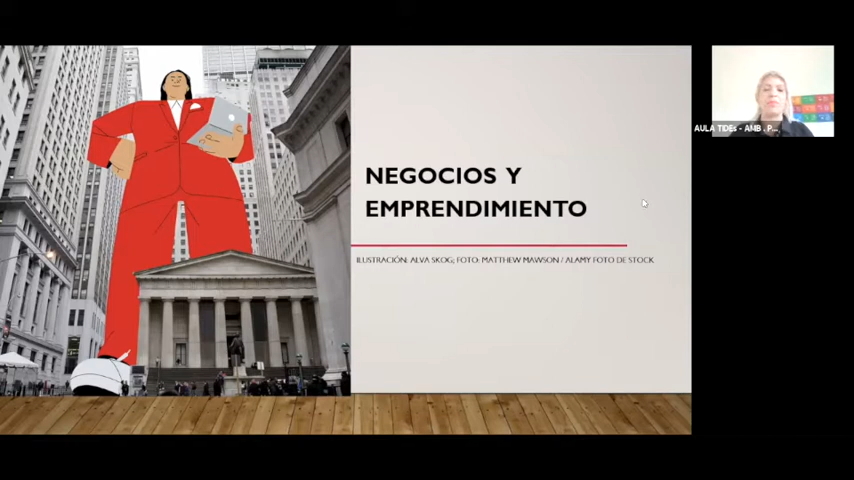 NEGOCIOS Y
EMPRENDIMIENTO
ILUSTRACIÓN: ALVA SKOG; FOTO: MATTHEW MAWSON / ALAMY FOTO DE STOCK
AULA TIDEs - AMB. P...